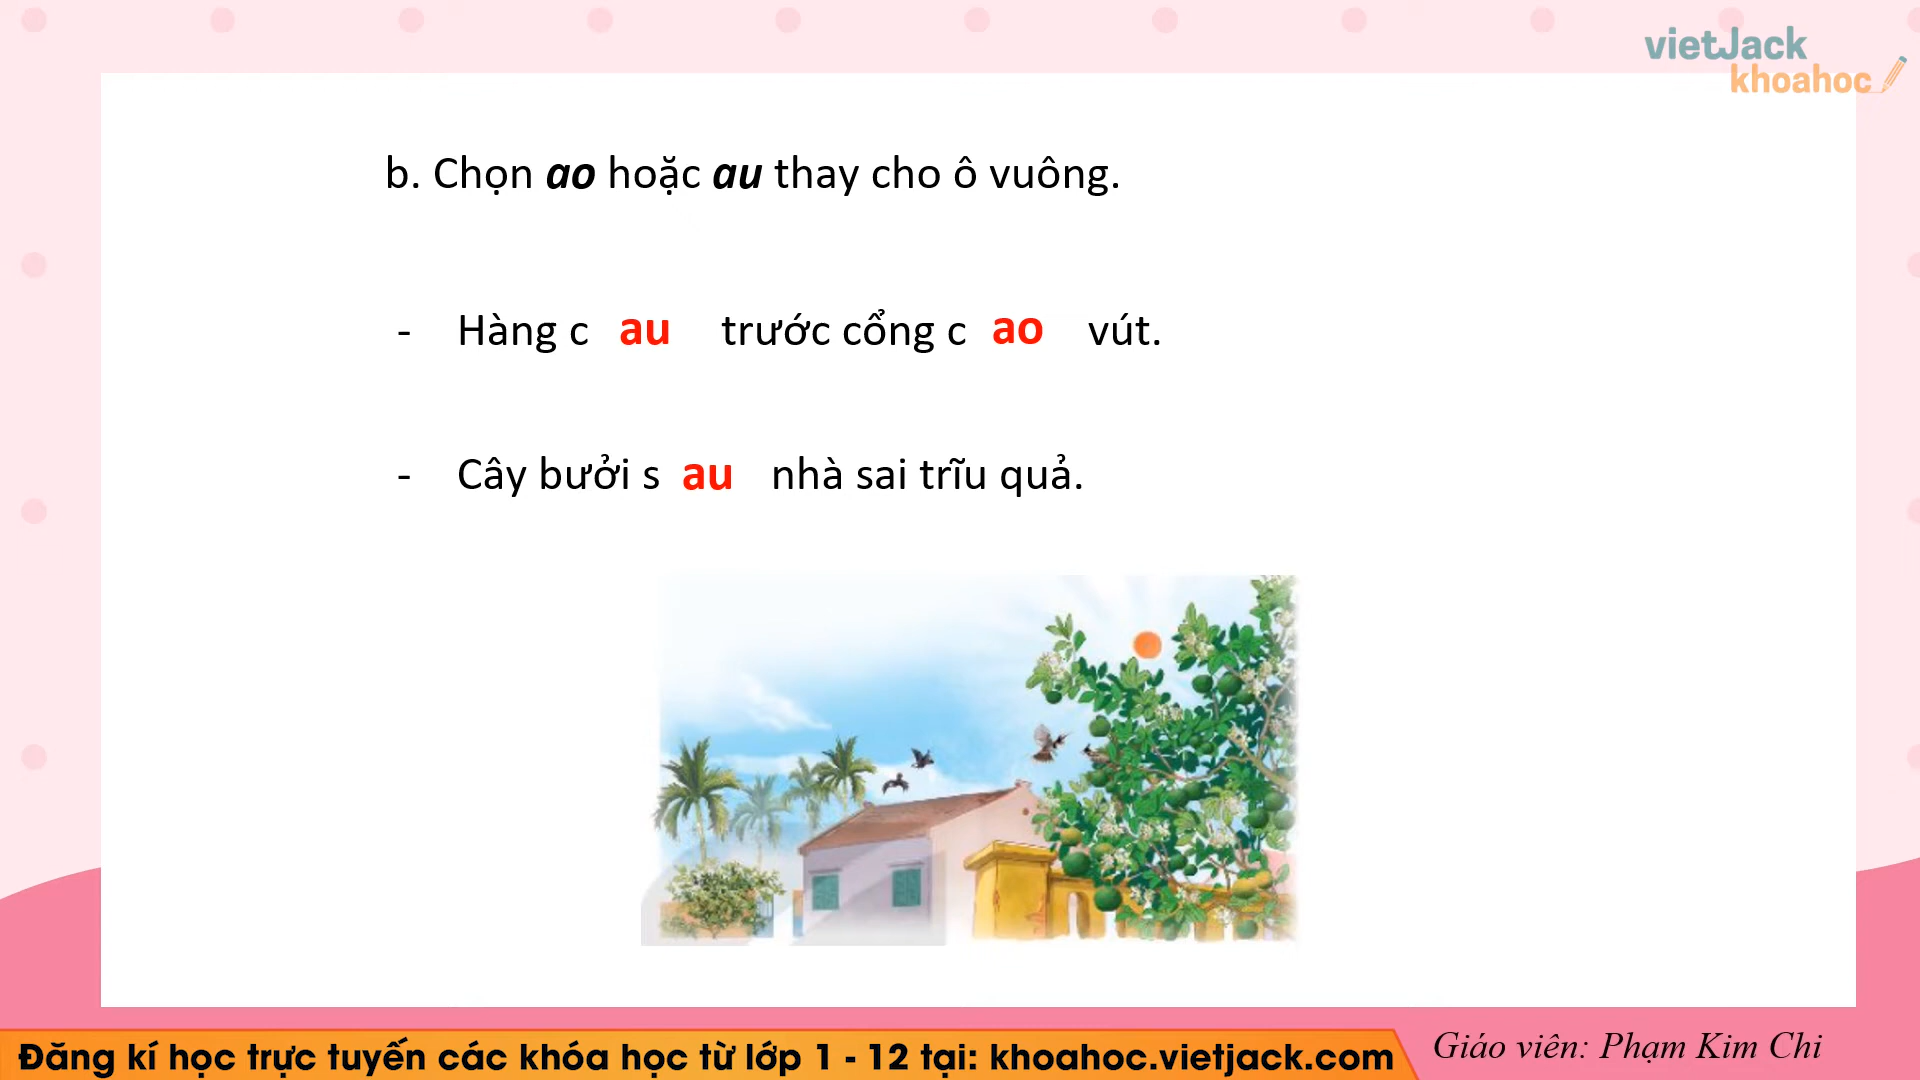 vietJack
khoahoc
b. Chọn ao hoặc au thay cho ô vuông.
- Hàng c au trước cổng c ao vút.
- Cây bưởi s au nhà sai trĩu quả.
Đăng kí học trực tuyến các khóa học từ lớp 1 - 12 tại: khoahoc.vietjack.com
Giáo viên: Phạm Kim Chi